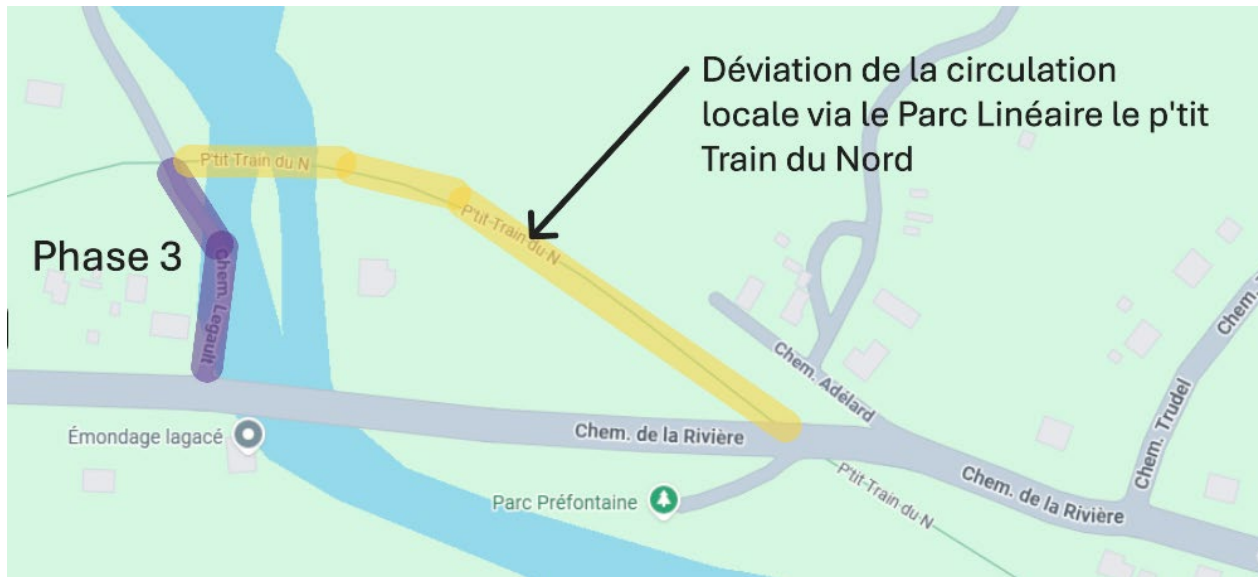 Déviation de la circulation
locale via le Parc Linéaire le p'tit
Train du Nord
P'tit Train du N
P'tit-Train-du-N
Phase 3
Chem. Legault
Chem. Adélard
Chem. Trudel
Chem.
Émondage lagacé
Chem. de la Rivière
Parc Préfontaine
P'tit-Train-du-N
Chem. de la Rivière